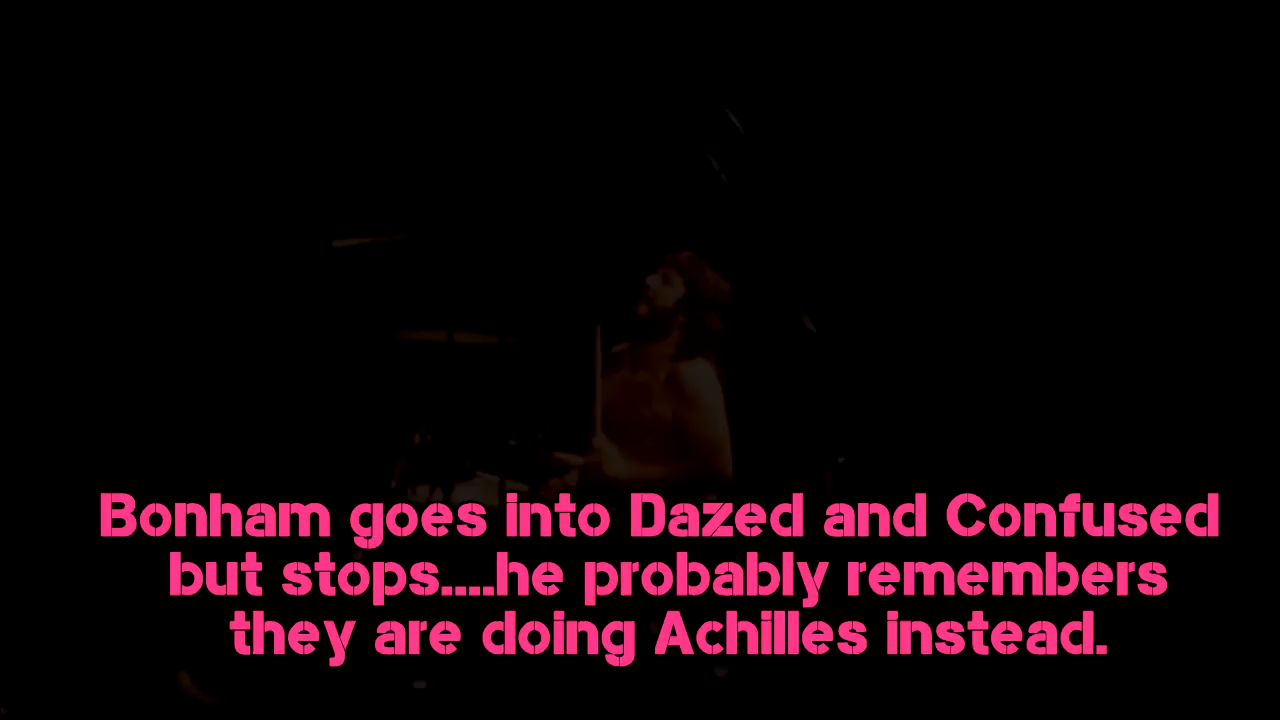 Bonham goes into Dazed and Confused
but stops....he probably remembers
they are doing Achilles instead.